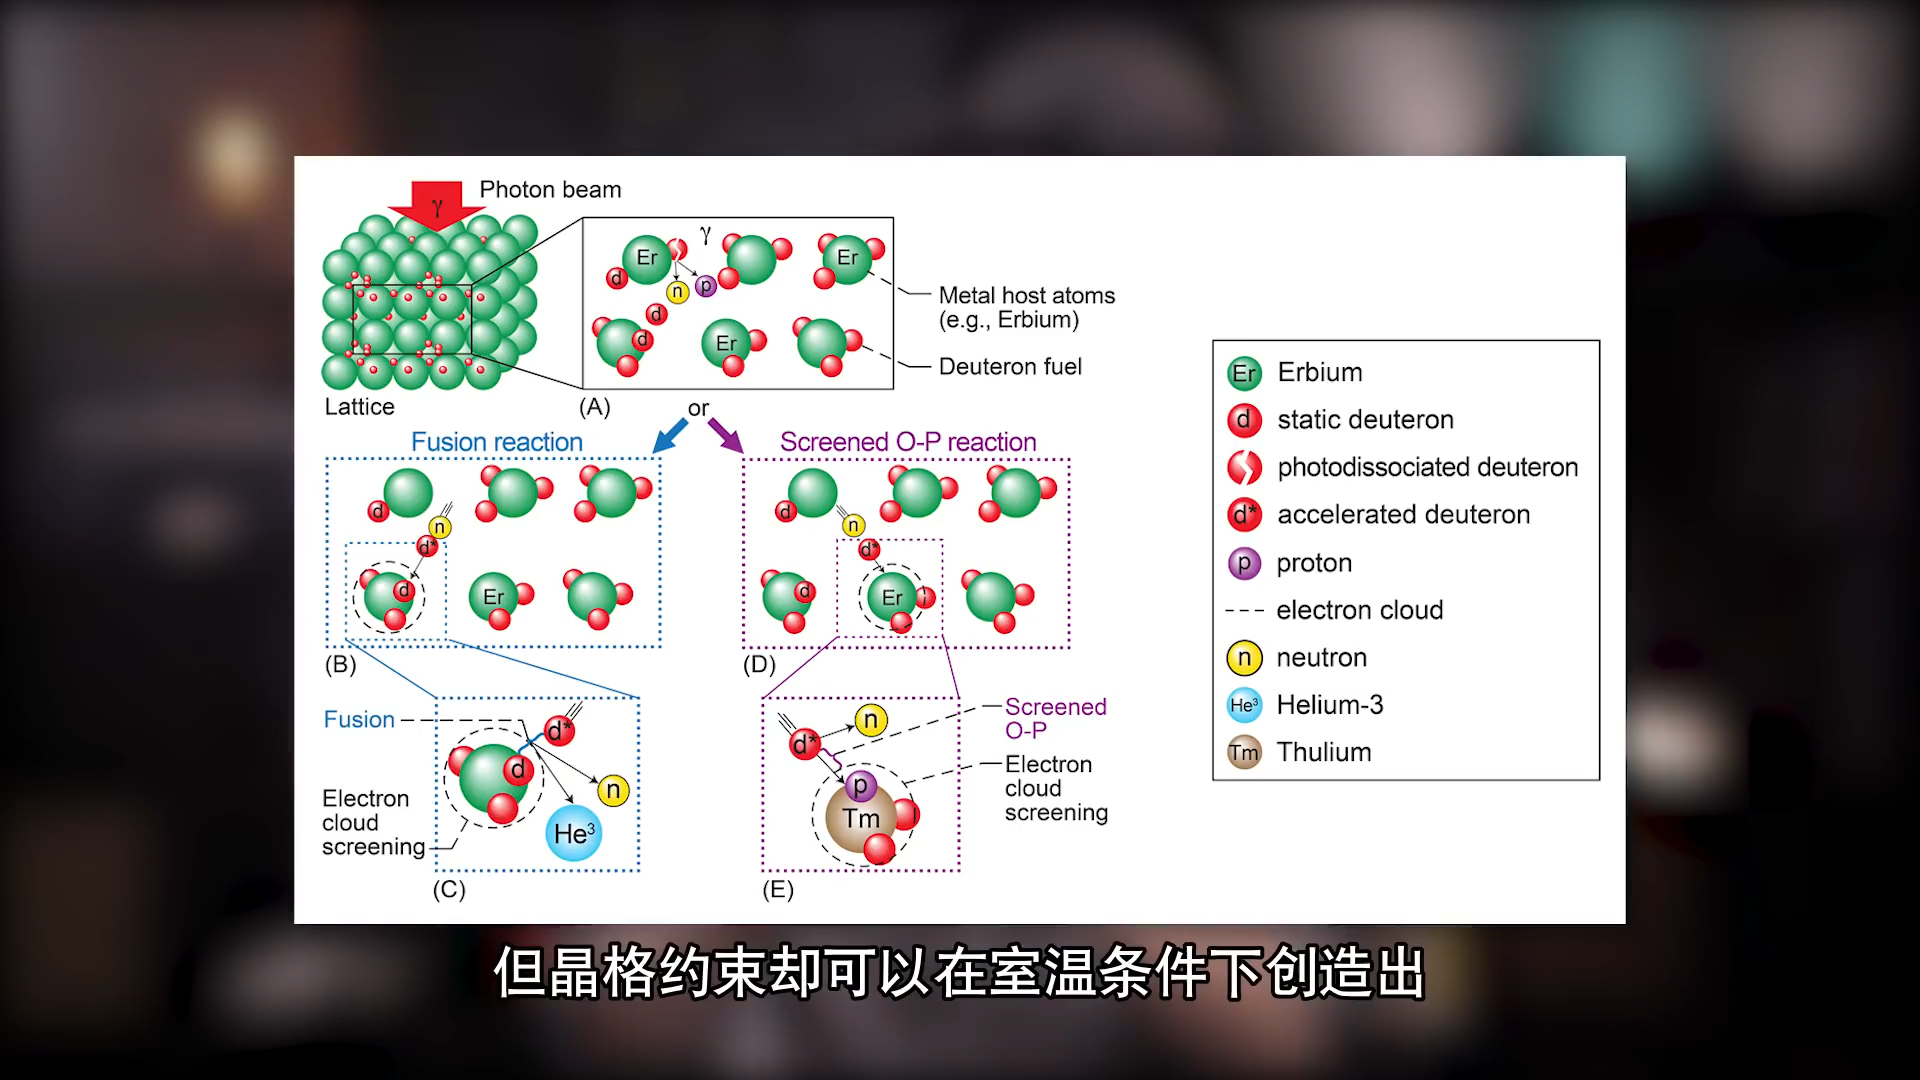 γ
Photon beam
Lattice
γ
Er
Er
d
n
p
d
d
Er
Metal host atoms
(e.g., Erbium)
Deuteron fuel
(A)
or
Fusion reaction
d
n
d*
d
Er
(B)
Screened O-P reaction
d
n
d*
d
Er
(D)
Fusion
d*
d
n
He³
Electron
cloud
screening
(C)
n
d*
p
Tm
Screened
O-P
Electron
cloud
screening
(E)
Er Erbium
d static deuteron
photodissociated deuteron
d* accelerated deuteron
p proton
electron cloud
n neutron
He³ Helium-3
Tm Thulium
但晶格约束却可以在室温条件下创造出